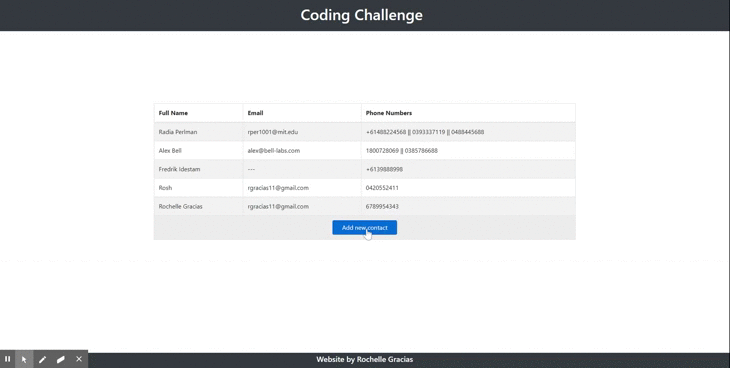 Coding Challenge
Full Name Email Phone Numbers
Radia Perlman rper1001@mit.edu +61488224568 || 0393337119 || 0488445688
Alex Bell alex@bell-labs.com 1800728069 || 0385786688
Fredrik Idestam --- +6139888998
Rosh rgracias11@gmail.com 0420552411
Rochelle Gracias rgracias11@gmail.com 6789954343
Add new contact
Website by Rochelle Gracias